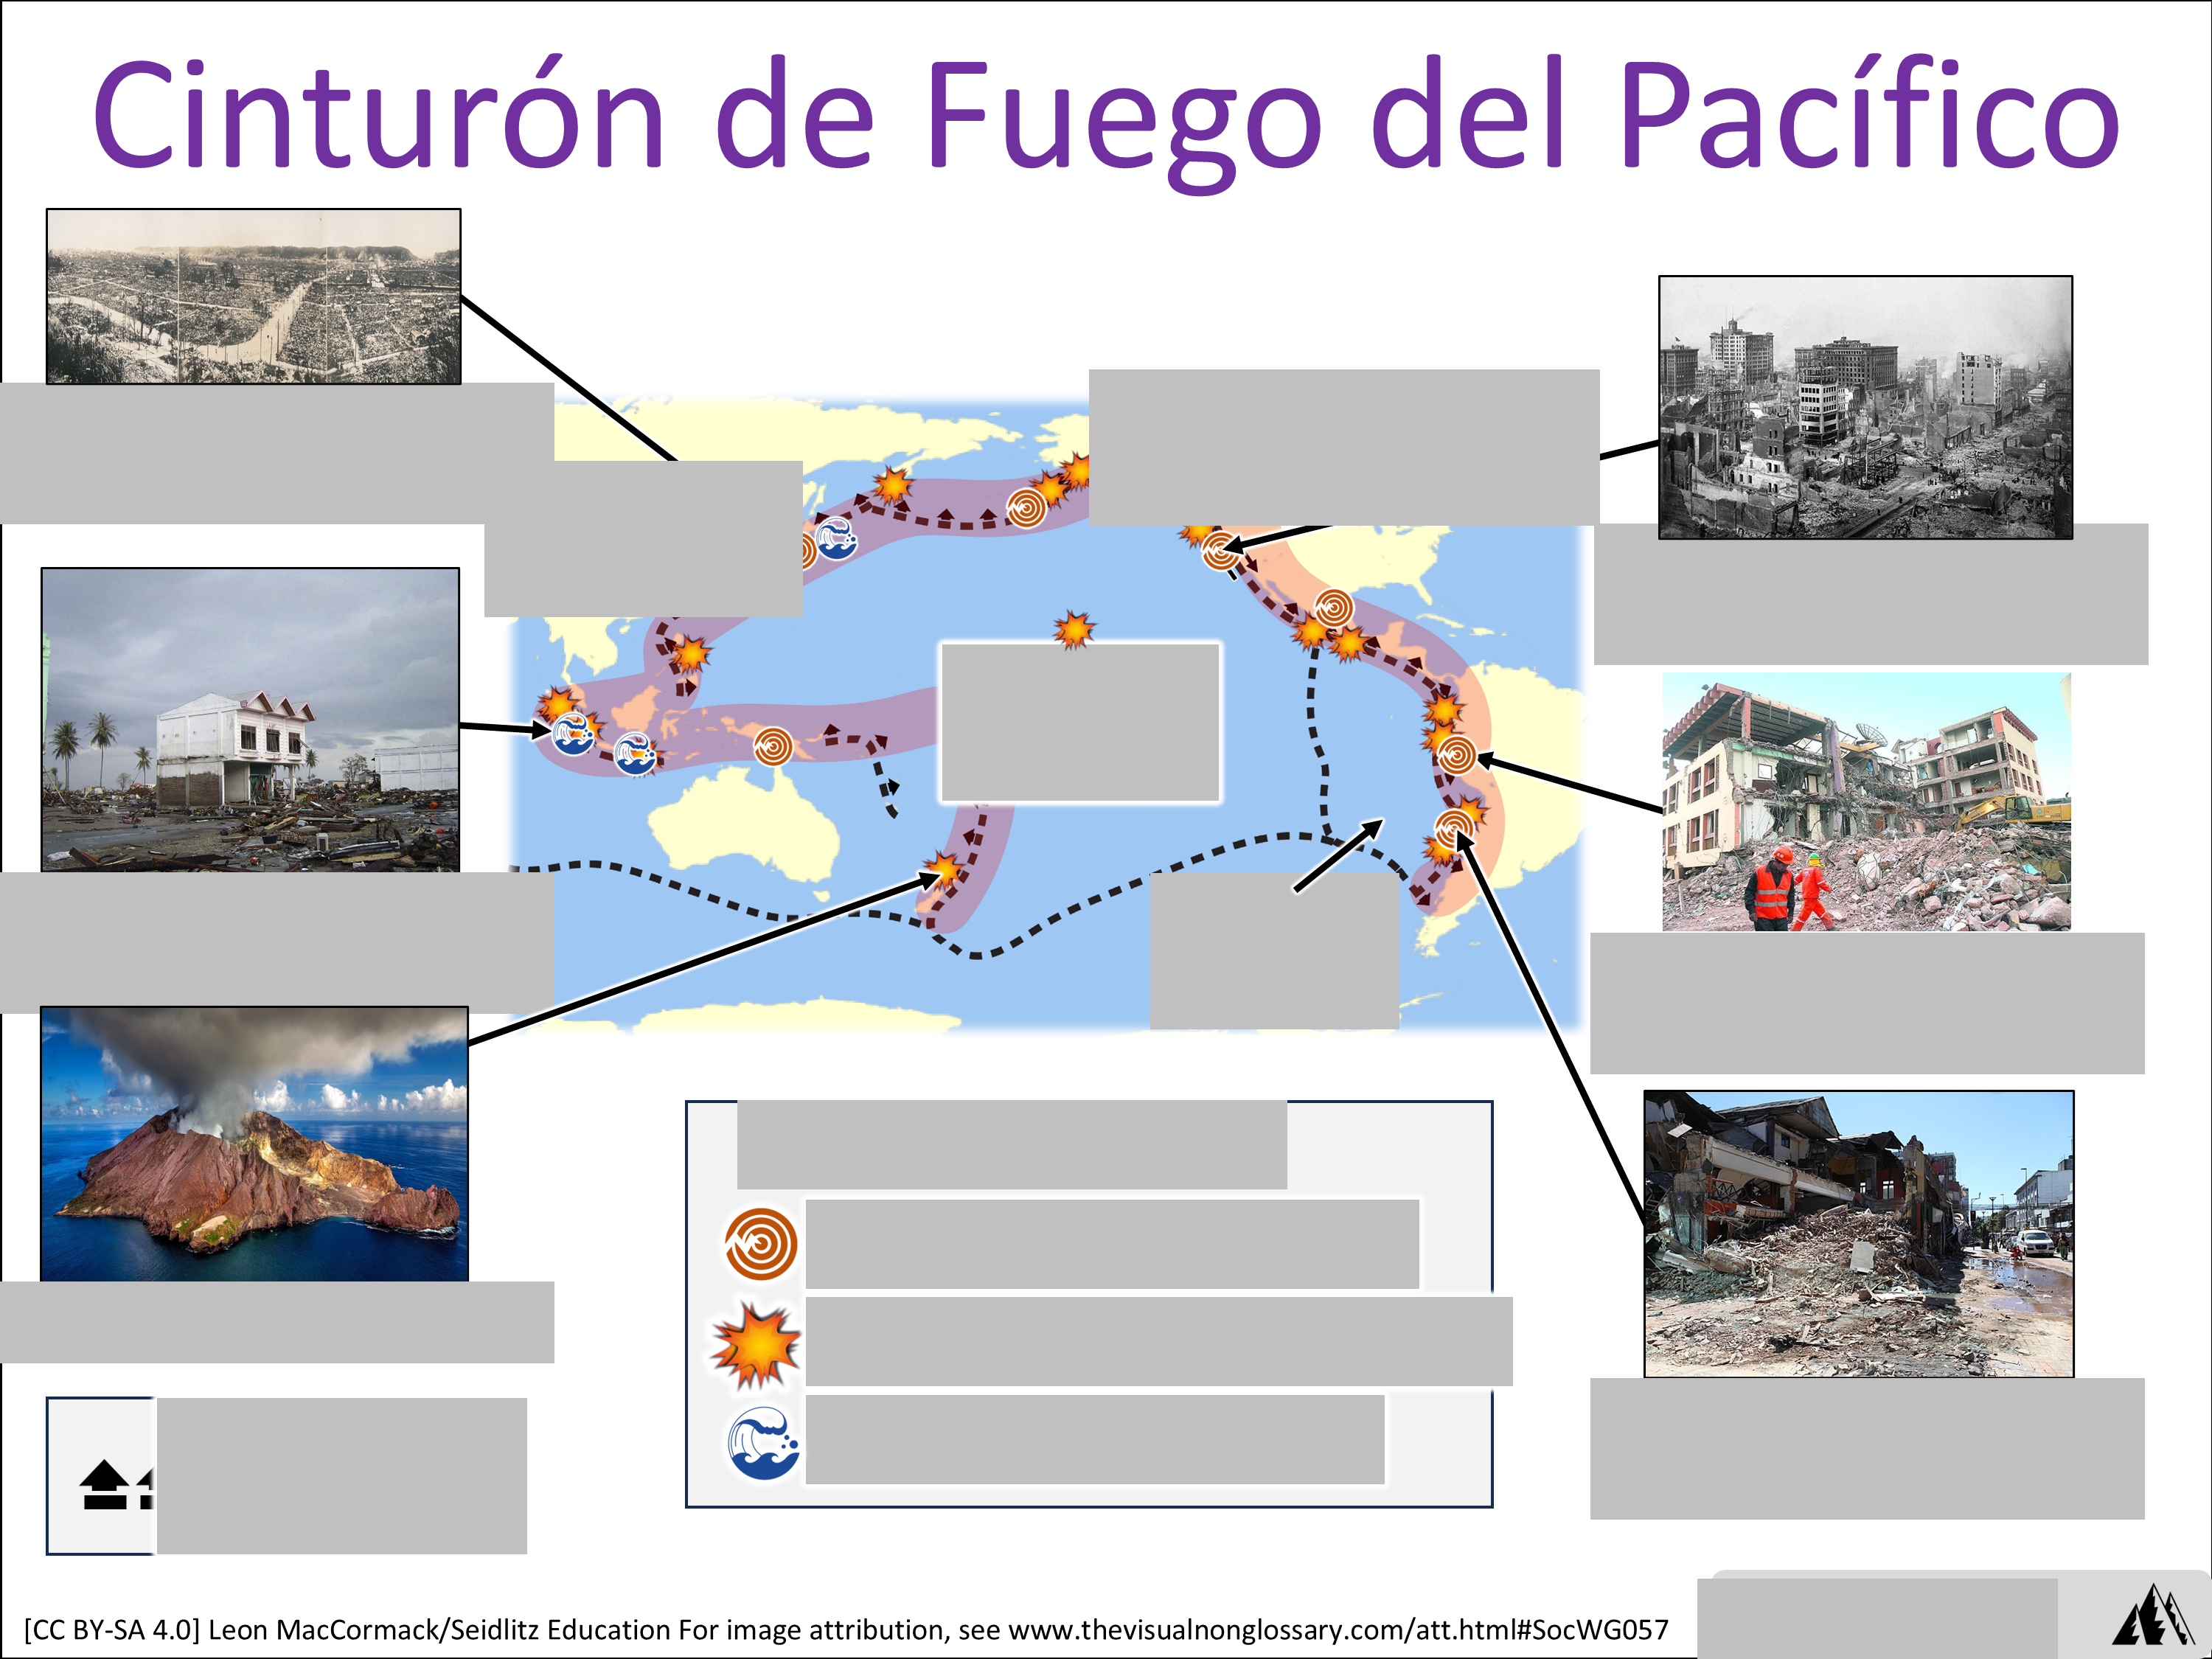 Cinturón de Fuego del Pacífico
[CC BY-SA 4.0] Leon MacCormack/Seidlitz Education For image attribution, see www.thevisualnonglossary.com/att.html#SocWG057